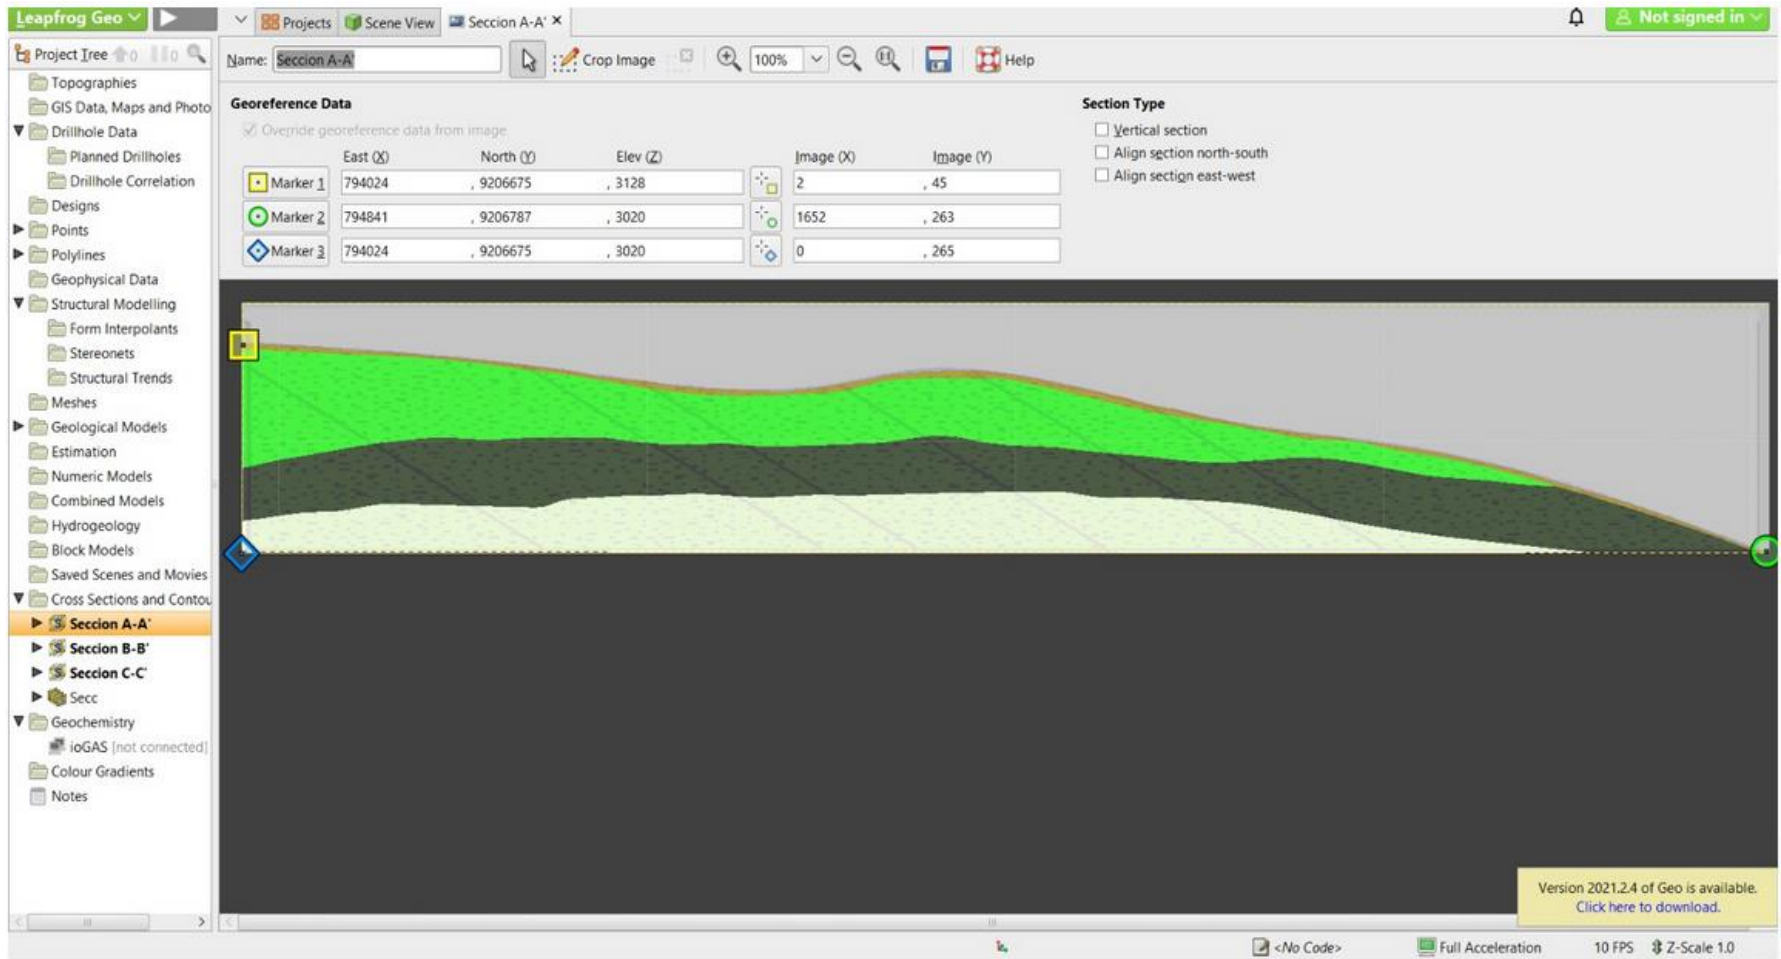 Leapfrog Geo
Projects
Scene View
Seccion A-A' ×
Not signed in
Project Tree 0 0
Name: Seccion A-A'
Crop Image
100%
Help
Topographies
GIS Data, Maps and Photo
Drillhole Data
Planned Drillholes
Drillhole Correlation
Designs
Points
Polylines
Geophysical Data
Structural Modelling
Form Interpolants
Stereonets
Structural Trends
Meshes
Geological Models
Estimation
Numeric Models
Combined Models
Hydrogeology
Block Models
Saved Scenes and Movies
Cross Sections and Contou
Seccion A-A'
Seccion B-B'
Seccion C-C'
Secc
Geochemistry
ioGAS [not connected]
Colour Gradients
Notes
Georeference Data
Override georeference data from image
East (X) North (Y) Elev (Z) Image (X) Image (Y)
Marker 1 794024 , 9206675 , 3128 2 , 45
Marker 2 794841 , 9206787 , 3020 1652 , 263
Marker 3 794024 , 9206675 , 3020 0 , 265
Section Type
Vertical section
Align section north-south
Align section east-west
Version 2021.2.4 of Geo is available.
Click here to download.
<No Code>
Full Acceleration
10 FPS
Z-Scale 1.0